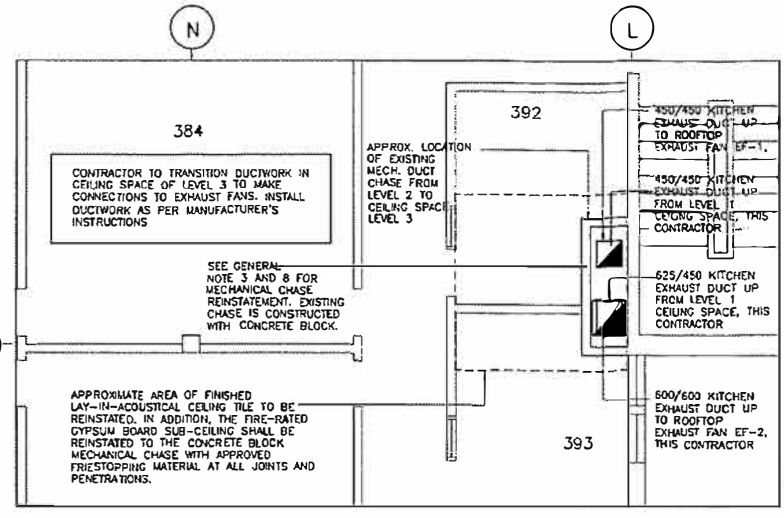 N
L
384
392
450/450 KITCHEN
EXHAUST DUCT UP
TO ROOFTOP
EXHAUST FAN EF-1,
APPROX. LOCATION
OF EXISTING
MECH. DUCT
CHASE FROM
LEVEL 2 TO
CEILING SPACE
LEVEL 3
CONTRACTOR TO TRANSITION DUCTWORK IN
CEILING SPACE OF LEVEL 3 TO MAKE
CONNECTIONS TO EXHAUST FANS. INSTALL
DUCTWORK AS PER MANUFACTURER'S
INSTRUCTIONS
450/450 KITCHEN
EXHAUST DUCT UP
FROM LEVEL 1
CEILING SPACE, THIS
CONTRACTOR
SEE GENERAL
NOTE 3 AND 8 FOR
MECHANICAL CHASE
REINSTATEMENT. EXISTING
CHASE IS CONSTRUCTED
WITH CONCRETE BLOCK.
625/450 KITCHEN
EXHAUST DUCT UP
FROM LEVEL 1
CEILING SPACE, THIS
CONTRACTOR
APPROXIMATE AREA OF FINISHED
LAY-IN-ACOUSTICAL CEILING TILE TO BE
REINSTATED. IN ADDITION, THE FIRE-RATED
GYPSUM BOARD SUB-CEILING SHALL BE
REINSTATED TO THE CONCRETE BLOCK
MECHANICAL CHASE WITH APPROVED
FRIESTOPPING MATERIAL AT ALL JOINTS AND
PENETRATIONS.
600/600 KITCHEN
EXHAUST DUCT UP
TO ROOFTOP
EXHAUST FAN EF-2,
THIS CONTRACTOR
393